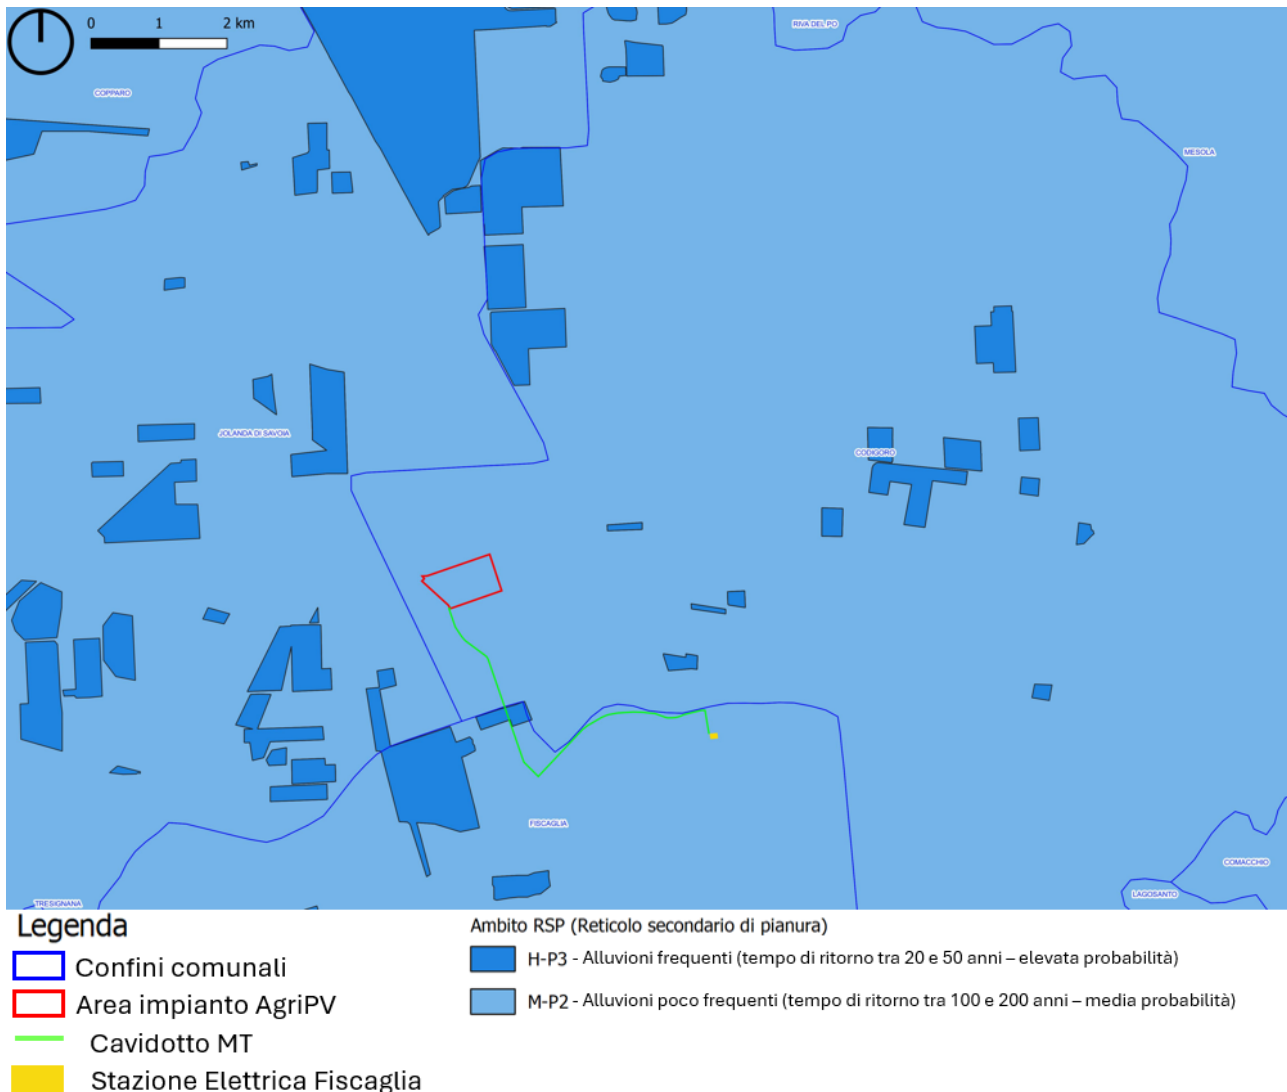 0 1 2 km
RIVA DEL PO
COPPARO
MESOLA
JOLANDA DI SAVOIA
CODIGORO
FISCAGLIA
COMACCHIO
LAGOSANTO
TRESIGNANA
Legenda
Confini comunali
Area impianto AgriPV
Cavidotto MT
Stazione Elettrica Fiscaglia
Ambito RSP (Reticolo secondario di pianura)
H-P3 - Alluvioni frequenti (tempo di ritorno tra 20 e 50 anni – elevata probabilità)
M-P2 - Alluvioni poco frequenti (tempo di ritorno tra 100 e 200 anni – media probabilità)